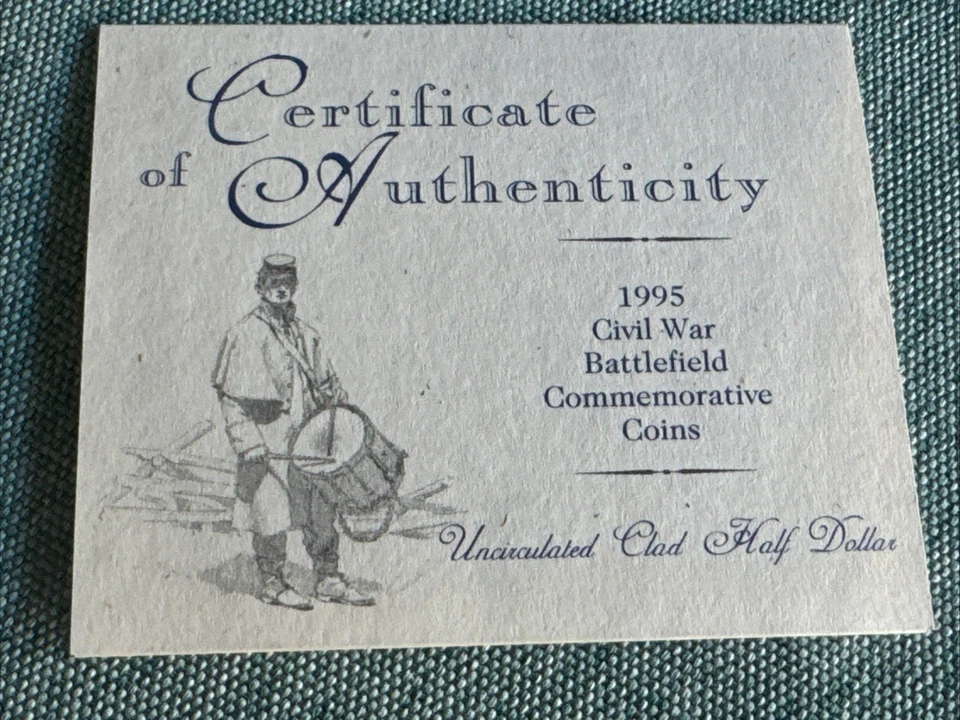 Certificate
of Authenticity
1995
Civil War
Battlefield
Commemorative
Coins
Uncirculated Clad Half Dollar